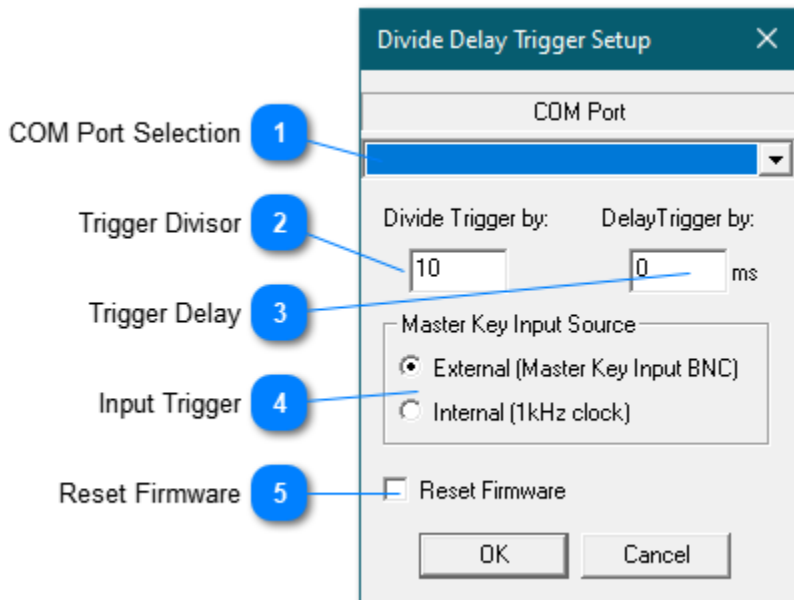 Divide Delay Trigger Setup
COM Port
COM Port Selection 1
Trigger Divisor 2
Divide Trigger by: DelayTrigger by:
10 0 ms
Trigger Delay 3
Master Key Input Source
External (Master Key Input BNC)
Input Trigger 4
Internal (1kHz clock)
Reset Firmware 5 Reset Firmware
OK Cancel